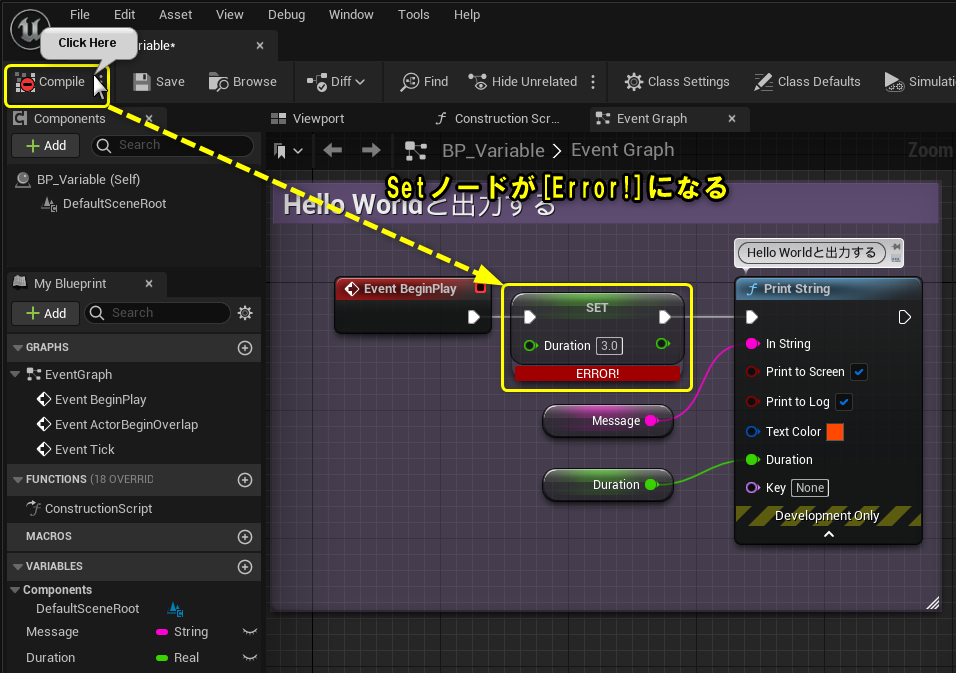 File Edit Asset View Debug Window Tools Help
Click Here
riable*
Compile Save Browse Diff Find Hide Unrelated Class Settings Class Defaults Simulati
Components
Viewport Construction Scr... Event Graph
Add Search
BP_Variable > Event Graph Zoom
BP_Variable (Self)
DefaultSceneRoot
Setノードが[Error!]になる
Hello Worldと出力する
Hello Worldと出力する
My Blueprint
Add Search
GRAPHS
EventGraph
Event BeginPlay
Event ActorBeginOverlap
Event Tick
FUNCTIONS (18 OVERRID
ConstructionScript
MACROS
VARIABLES
Components
DefaultSceneRoot
Message String
Duration Real
Event BeginPlay
SET
Duration 3.0
ERROR!
Message
Duration
Print String
In String
Print to Screen
Print to Log
Text Color
Duration
Key None
Development Only